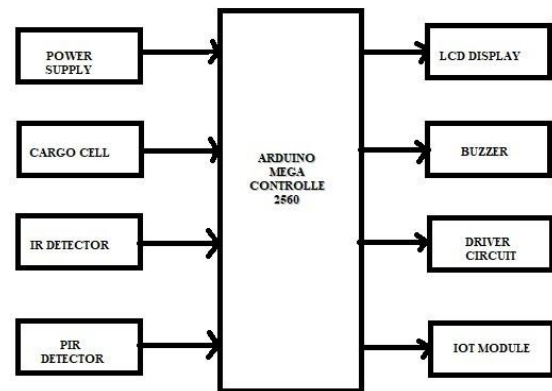 POWER
SUPPLY
CARGO CELL
IR DETECTOR
PIR
DETECTOR
ARDUINO
MEGA
CONTROLLE
2560
LCD DISPLAY
BUZZER
DRIVER
CIRCUIT
IOT MODULE